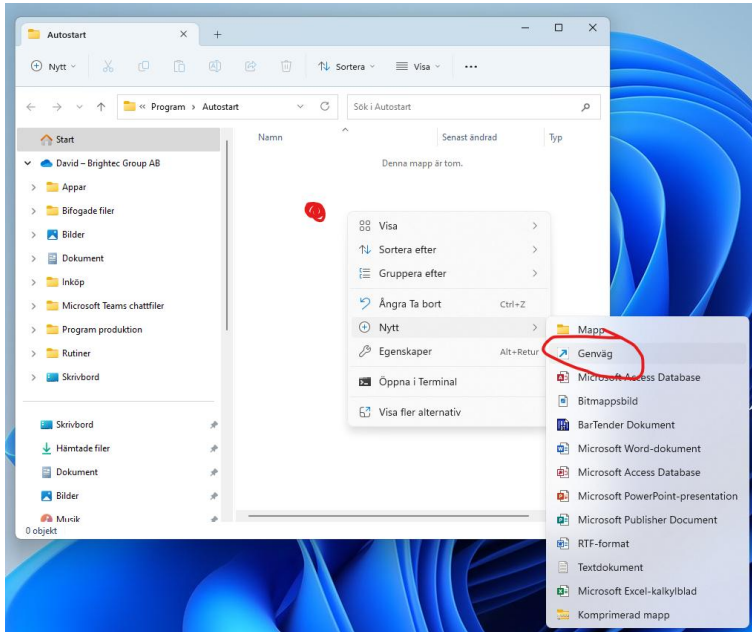 Autostart
Nytt
Sortera
Visa
Program
Autostart
Sök i Autostart
Start
David – Brightec Group AB
Appar
Bifogade filer
Bilder
Dokument
Inköp
Microsoft Teams chattfiler
Program produktion
Rutiner
Skrivbord
Skrivbord
Hämtade filer
Dokument
Bilder
Musik
0 objekt
Namn
Senast ändrad
Typ
Denna mapp är tom.
Visa
Sortera efter
Gruppera efter
Ångra Ta bort Ctrl+Z
Nytt
Egenskaper Alt+Retur
Öppna i Terminal
Visa fler alternativ
Mapp
Genväg
Microsoft Access Database
Bitmappsbild
BarTender Dokument
Microsoft Word-dokument
Microsoft Access Database
Microsoft PowerPoint-presentation
Microsoft Publisher Document
RTF-format
Textdokument
Microsoft Excel-kalkylblad
Komprimerad mapp